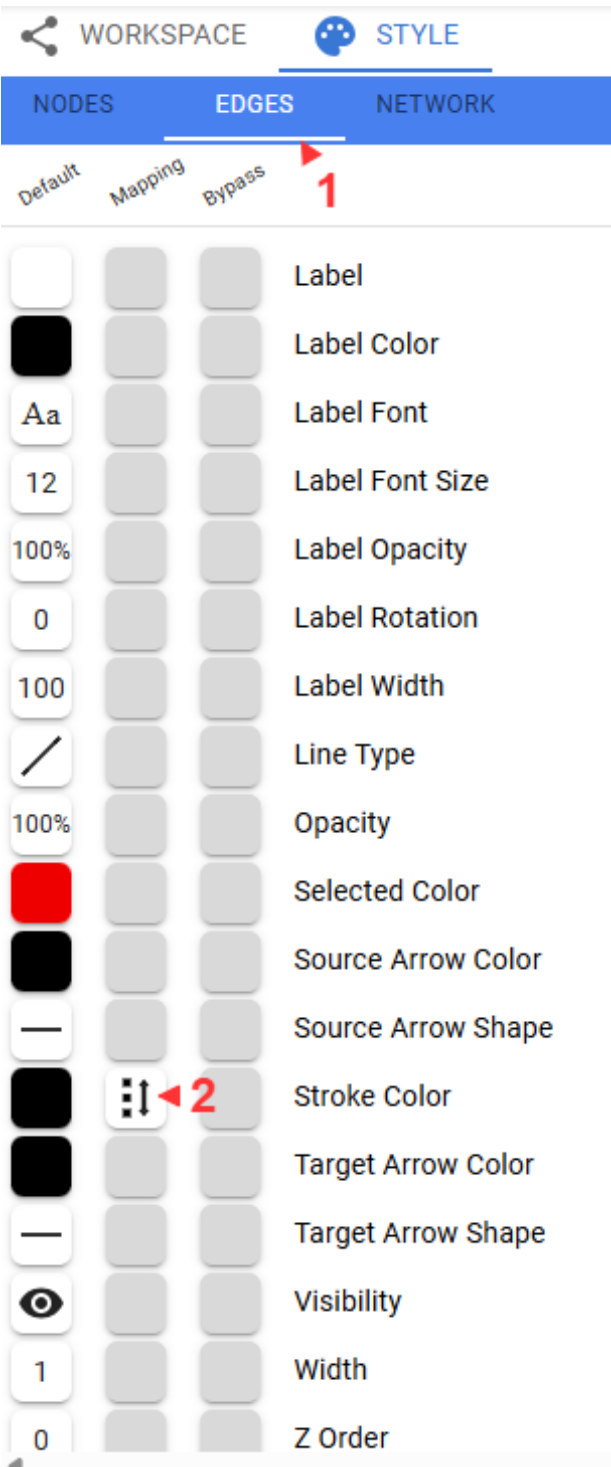 WORKSPACE STYLE
NODES EDGES NETWORK
Default Mapping Bypass 1
Label
Label Color
Aa Label Font
12 Label Font Size
100% Label Opacity
0 Label Rotation
100 Label Width
Line Type
100% Opacity
Selected Color
Source Arrow Color
Source Arrow Shape
2 Stroke Color
Target Arrow Color
Target Arrow Shape
Visibility
1 Width
0 Z Order